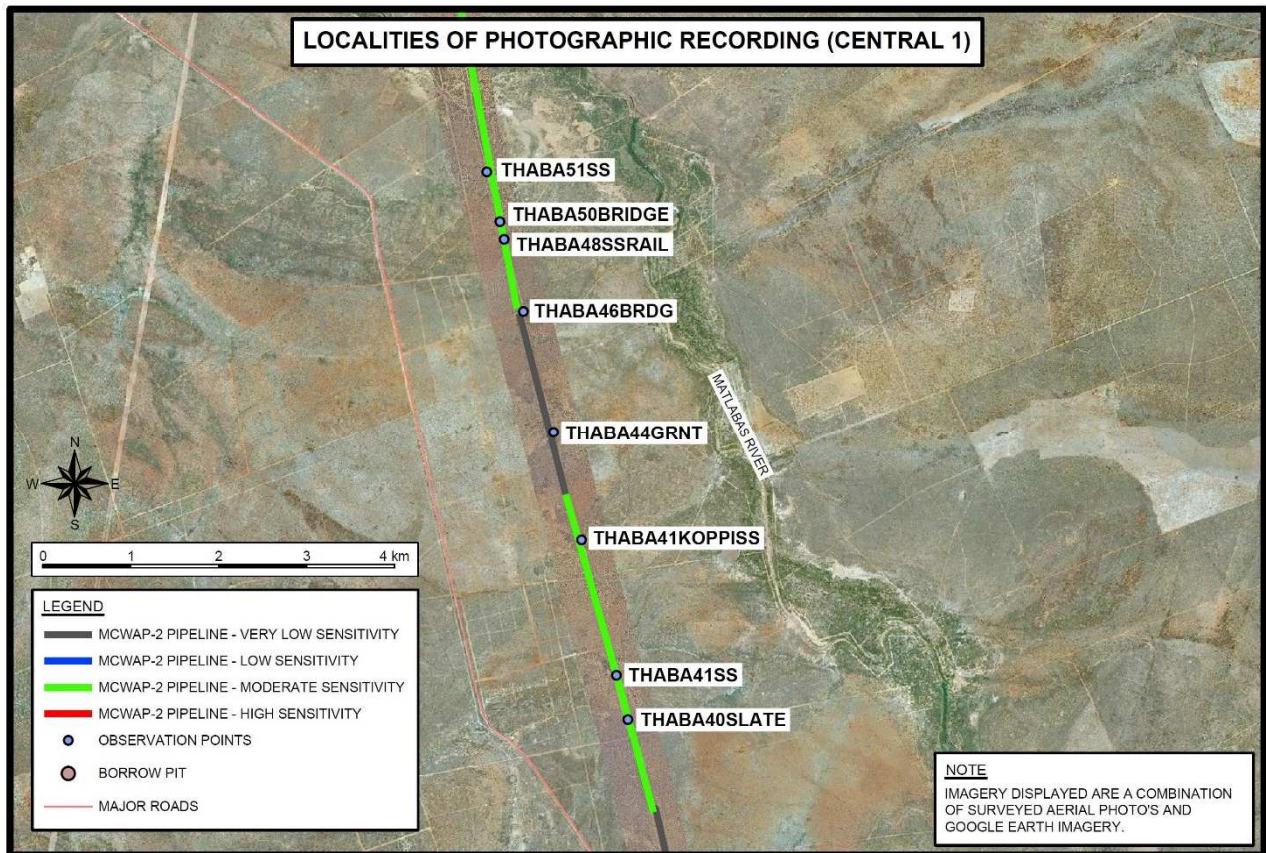 LOCALITIES OF PHOTOGRAPHIC RECORDING (CENTRAL 1)
THABA51SS
THABA50BRIDGE
THABA48SSRAIL
THABA46BRDG
THABA44GRNT
MATLABAS RIVER
THABA41KOPPISS
THABA41SS
THABA40SLATE
N
W E
S
0 1 2 3 4 km
LEGEND
MCWAP-2 PIPELINE - VERY LOW SENSITIVITY
MCWAP-2 PIPELINE - LOW SENSITIVITY
MCWAP-2 PIPELINE - MODERATE SENSITIVITY
MCWAP-2 PIPELINE - HIGH SENSITIVITY
OBSERVATION POINTS
BORROW PIT
MAJOR ROADS
NOTE
IMAGERY DISPLAYED ARE A COMBINATION
OF SURVEYED AERIAL PHOTO'S AND
GOOGLE EARTH IMAGERY.